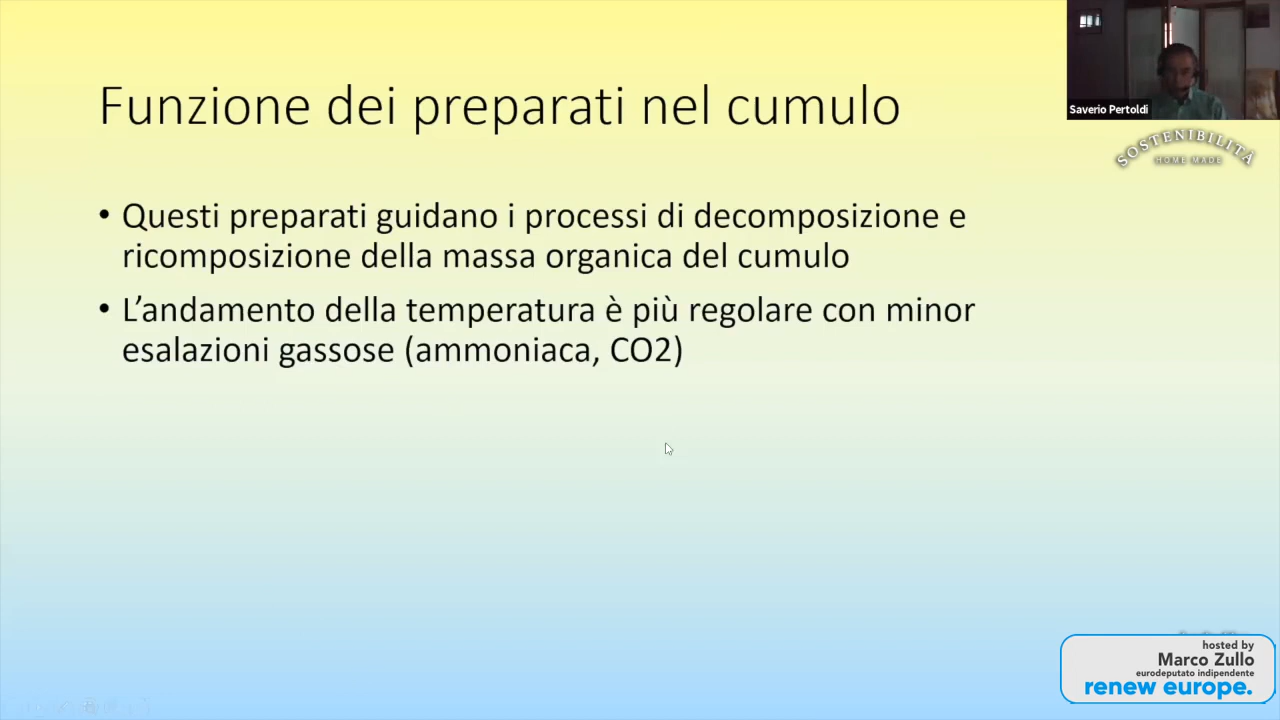 Funzione dei preparati nel cumulo
Saverio Pertoldi
SOSTENIBILITÀ
HOME MADE
• Questi preparati guidano i processi di decomposizione e
ricomposizione della massa organica del cumulo
• L’andamento della temperatura è più regolare con minor
esalazioni gassose (ammoniaca, CO2)
hosted by
Marco Zullo
eurodeputato indipendente
renew europe.